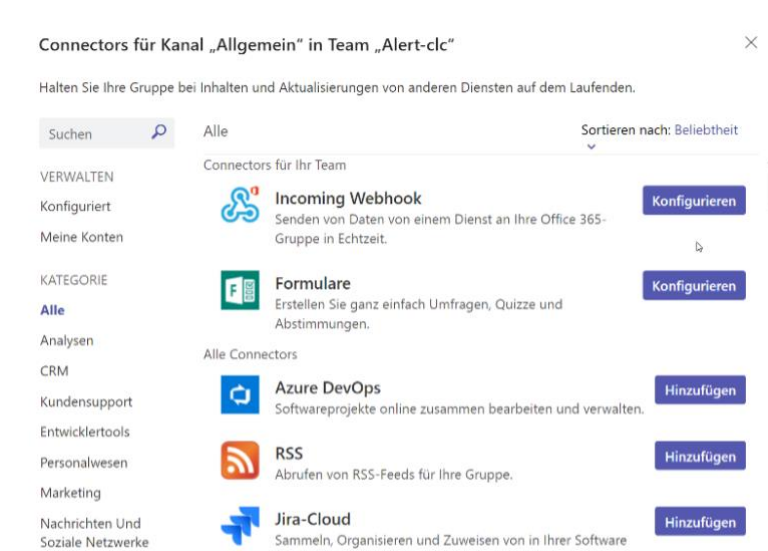 Connectors für Kanal „Allgemein“ in Team „Alert-clc“
Halten Sie Ihre Gruppe bei Inhalten und Aktualisierungen von anderen Diensten auf dem Laufenden.
Suchen
Alle
Sortieren nach: Beliebtheit
VERWALTEN
Konfiguriert
Meine Konten
KATEGORIE
Alle
Analysen
CRM
Kundensupport
Entwicklertools
Personalwesen
Marketing
Nachrichten Und
Soziale Netzwerke
Connectors für Ihr Team
Incoming Webhook
Senden von Daten von einem Dienst an Ihre Office 365-
Gruppe in Echtzeit.
Konfigurieren
F
Formulare
Erstellen Sie ganz einfach Umfragen, Quizze und
Abstimmungen.
Konfigurieren
Alle Connectors
Azure DevOps
Softwareprojekte online zusammen bearbeiten und verwalten.
Hinzufügen
RSS
Abrufen von RSS-Feeds für Ihre Gruppe.
Hinzufügen
Jira-Cloud
Sammeln, Organisieren und Zuweisen von in Ihrer Software
Hinzufügen